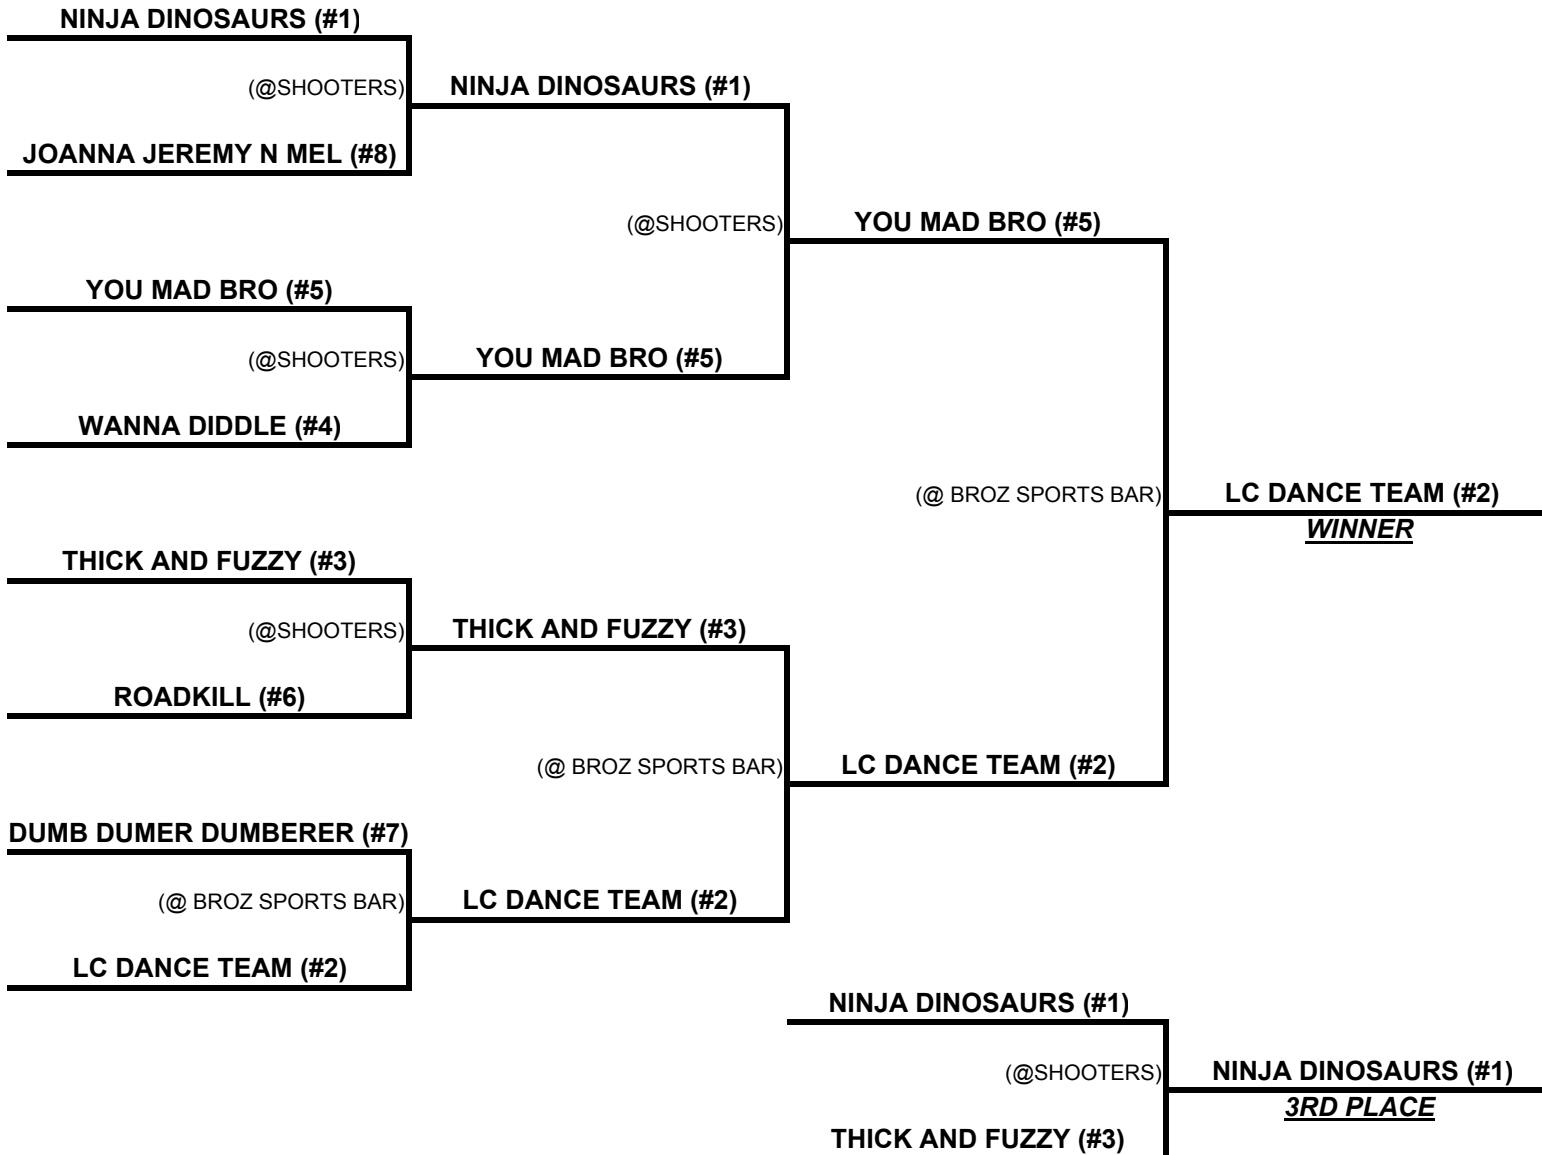 NINJA DINOSAURS (#1)
(@SHOOTERS)
NINJA DINOSAURS (#1)
JOANNA JEREMY N MEL (#8)
(@SHOOTERS)
YOU MAD BRO (#5)
YOU MAD BRO (#5)
(@SHOOTERS)
YOU MAD BRO (#5)
WANNA DIDDLE (#4)
(@ BROZ SPORTS BAR)
LC DANCE TEAM (#2)
WINNER
THICK AND FUZZY (#3)
(@SHOOTERS)
THICK AND FUZZY (#3)
ROADKILL (#6)
(@ BROZ SPORTS BAR)
LC DANCE TEAM (#2)
DUMB DUMER DUMBERER (#7)
(@ BROZ SPORTS BAR)
LC DANCE TEAM (#2)
LC DANCE TEAM (#2)
NINJA DINOSAURS (#1)
(@SHOOTERS)
NINJA DINOSAURS (#1)
3RD PLACE
THICK AND FUZZY (#3)